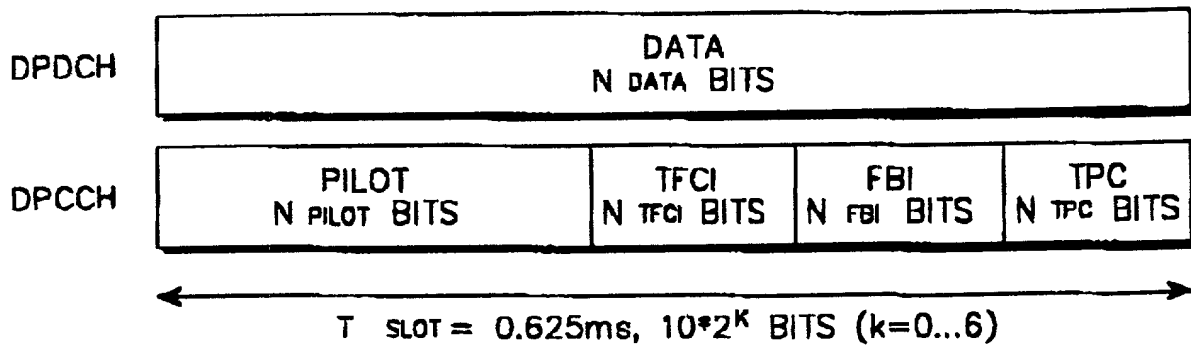 DPDCH
DATA
N DATA BITS
DPCCH
PILOT
N PILOT BITS
TFCI
N TFCI BITS
FBI
N FBI BITS
TPC
N TPC BITS
T SLOT = 0.625ms, 10*2^K BITS (k=0...6)